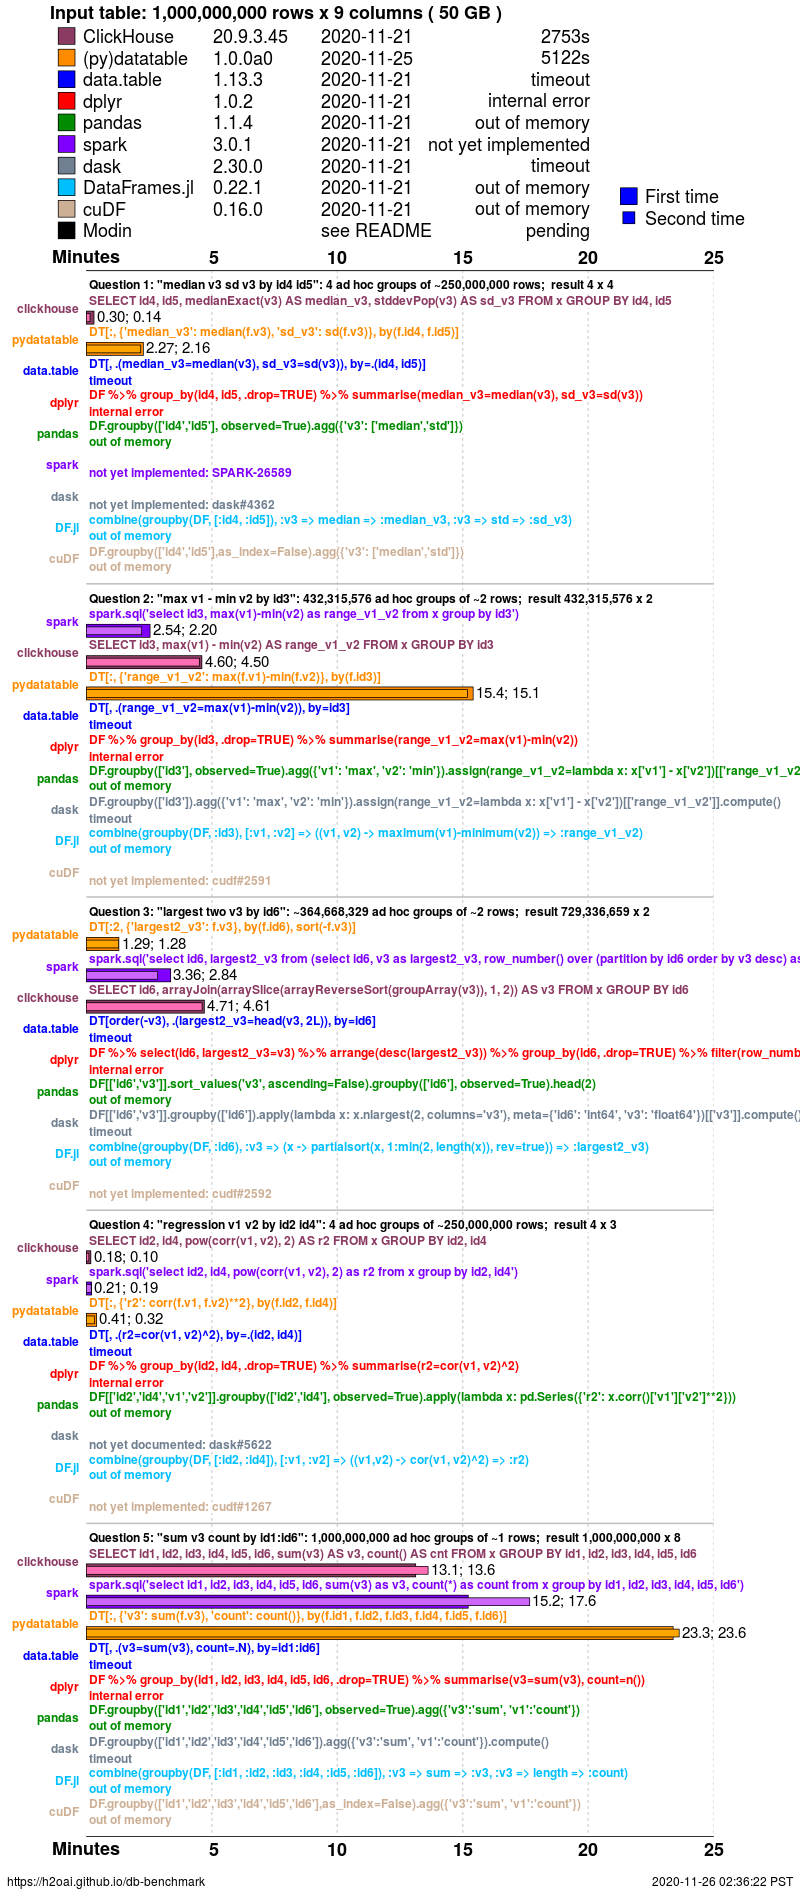 Input table: 1,000,000,000 rows x 9 columns ( 50 GB )
ClickHouse 20.9.3.45 2020-11-21 2753s
(py)datatable 1.0.0a0 2020-11-25 5122s
data.table 1.13.3 2020-11-21 timeout
dplyr 1.0.2 2020-11-21 internal error
pandas 1.1.4 2020-11-21 out of memory
spark 3.0.1 2020-11-21 not yet implemented
dask 2.30.0 2020-11-21 timeout
DataFrames.jl 0.22.1 2020-11-21 out of memory
First time
cuDF 0.16.0 2020-11-21 out of memory
Second time
Modin see README pending
Minutes 5 10 15 20 25
Question 1: "median v3 sd v3 by id4 id5": 4 ad hoc groups of ~250,000,000 rows; result 4 x 4
SELECT id4, id5, medianExact(v3) AS median_v3, stddevPop(v3) AS sd_v3 FROM x GROUP BY id4, id5
clickhouse 0.30; 0.14
DT[:, {'median_v3': median(f.v3), 'sd_v3': sd(f.v3)}, by(f.id4, f.id5)]
pydatatable 2.27; 2.16
DT[, .(median_v3=median(v3), sd_v3=sd(v3)), by=.(id4, id5)]
data.table timeout
DF %>% group_by(id4, id5, .drop=TRUE) %>% summarise(median_v3=median(v3), sd_v3=sd(v3))
dplyr internal error
DF.groupby(['id4','id5'], observed=True).agg({'v3': ['median','std']})
pandas out of memory
spark not yet implemented: SPARK-26589
dask not yet implemented: dask#4362
combine(groupby(DF, [:id4, :id5]), :v3 => median => :median_v3, :v3 => std => :sd_v3)
DF.jl out of memory
DF.groupby(['id4','id5'],as_index=False).agg({'v3': ['median','std']})
cuDF out of memory
Question 2: "max v1 - min v2 by id3": 432,315,576 ad hoc groups of ~2 rows; result 432,315,576 x 2
spark.sql('select id3, max(v1)-min(v2) as range_v1_v2 from x group by id3')
spark 2.54; 2.20
SELECT id3, max(v1) - min(v2) AS range_v1_v2 FROM x GROUP BY id3
clickhouse 4.60; 4.50
DT[:, {'range_v1_v2': max(f.v1)-min(f.v2)}, by(f.id3)]
pydatatable 15.4; 15.1
DT[, .(range_v1_v2=max(v1)-min(v2)), by=id3]
data.table timeout
DF %>% group_by(id3, .drop=TRUE) %>% summarise(range_v1_v2=max(v1)-min(v2))
dplyr internal error
DF.groupby(['id3'], observed=True).agg({'v1': 'max', 'v2': 'min'}).assign(range_v1_v2=lambda x: x['v1'] - x['v2'])[['range_v1_v2
pandas out of memory
DF.groupby(['id3']).agg({'v1': 'max', 'v2': 'min'}).assign(range_v1_v2=lambda x: x['v1'] - x['v2'])[['range_v1_v2']].compute()
dask timeout
combine(groupby(DF, :id3), [:v1, :v2] => ((v1, v2) -> maximum(v1)-minimum(v2)) => :range_v1_v2)
DF.jl out of memory
cuDF not yet implemented: cudf#2591
Question 3: "largest two v3 by id6": ~364,668,329 ad hoc groups of ~2 rows; result 729,336,659 x 2
DT[:2, {'largest2_v3': f.v3}, by(f.id6), sort(-f.v3)]
pydatatable 1.29; 1.28
spark.sql('select id6, largest2_v3 from (select id6, v3 as largest2_v3, row_number() over (partition by id6 order by v3 desc) as
spark 3.36; 2.84
SELECT id6, arrayJoin(arraySlice(arrayReverseSort(groupArray(v3)), 1, 2)) AS v3 FROM x GROUP BY id6
clickhouse 4.71; 4.61
DT[order(-v3), .(largest2_v3=head(v3, 2L)), by=id6]
data.table timeout
DF %>% select(id6, largest2_v3=v3) %>% arrange(desc(largest2_v3)) %>% group_by(id6, .drop=TRUE) %>% filter(row_numb
dplyr internal error
DF[['id6','v3']].sort_values('v3', ascending=False).groupby(['id6'], observed=True).head(2)
pandas out of memory
DF[['id6','v3']].groupby(['id6']).apply(lambda x: x.nlargest(2, columns='v3'), meta={'id6': 'int64', 'v3': 'float64'})[['v3']].compute()
dask timeout
combine(groupby(DF, :id6), :v3 => (x -> partialsort(x, 1:min(2, length(x)), rev=true)) => :largest2_v3)
DF.jl out of memory
cuDF not yet implemented: cudf#2592
Question 4: "regression v1 v2 by id2 id4": 4 ad hoc groups of ~250,000,000 rows; result 4 x 3
SELECT id2, id4, pow(corr(v1, v2), 2) AS r2 FROM x GROUP BY id2, id4
clickhouse 0.18; 0.10
spark.sql('select id2, id4, pow(corr(v1, v2), 2) as r2 from x group by id2, id4')
spark 0.21; 0.19
DT[:, {'r2': corr(f.v1, f.v2)**2}, by(f.id2, f.id4)]
pydatatable 0.41; 0.32
DT[, .(r2=cor(v1, v2)^2), by=.(id2, id4)]
data.table timeout
DF %>% group_by(id2, id4, .drop=TRUE) %>% summarise(r2=cor(v1, v2)^2)
dplyr internal error
DF[['id2','id4','v1','v2']].groupby(['id2','id4'], observed=True).apply(lambda x: pd.Series({'r2': x.corr()['v1']['v2']**2}))
pandas out of memory
dask not yet documented: dask#5622
combine(groupby(DF, [:id2, :id4]), [:v1, :v2] => ((v1,v2) -> cor(v1, v2)^2) => :r2)
DF.jl out of memory
cuDF not yet implemented: cudf#1267
Question 5: "sum v3 count by id1:id6": 1,000,000,000 ad hoc groups of ~1 rows; result 1,000,000,000 x 8
SELECT id1, id2, id3, id4, id5, id6, sum(v3) AS v3, count() AS cnt FROM x GROUP BY id1, id2, id3, id4, id5, id6
clickhouse 13.1; 13.6
spark.sql('select id1, id2, id3, id4, id5, id6, sum(v3) as v3, count(*) as count from x group by id1, id2, id3, id4, id5, id6')
spark 15.2; 17.6
DT[:, {'v3': sum(f.v3), 'count': count()}, by(f.id1, f.id2, f.id3, f.id4, f.id5, f.id6)]
pydatatable 23.3; 23.6
DT[, .(v3=sum(v3), count=.N), by=id1:id6]
data.table timeout
DF %>% group_by(id1, id2, id3, id4, id5, id6, .drop=TRUE) %>% summarise(v3=sum(v3), count=n())
dplyr internal error
DF.groupby(['id1','id2','id3','id4','id5','id6'], observed=True).agg({'v3':'sum', 'v1':'count'})
pandas out of memory
DF.groupby(['id1','id2','id3','id4','id5','id6']).agg({'v3':'sum', 'v1':'count'}).compute()
dask timeout
combine(groupby(DF, [:id1, :id2, :id3, :id4, :id5, :id6]), :v3 => sum => :v3, :v3 => length => :count)
DF.jl out of memory
DF.groupby(['id1','id2','id3','id4','id5','id6'],as_index=False).agg({'v3':'sum', 'v1':'count'})
cuDF out of memory
Minutes 5 10 15 20 25
https://h2oai.github.io/db-benchmark 2020-11-26 02:36:22 PST